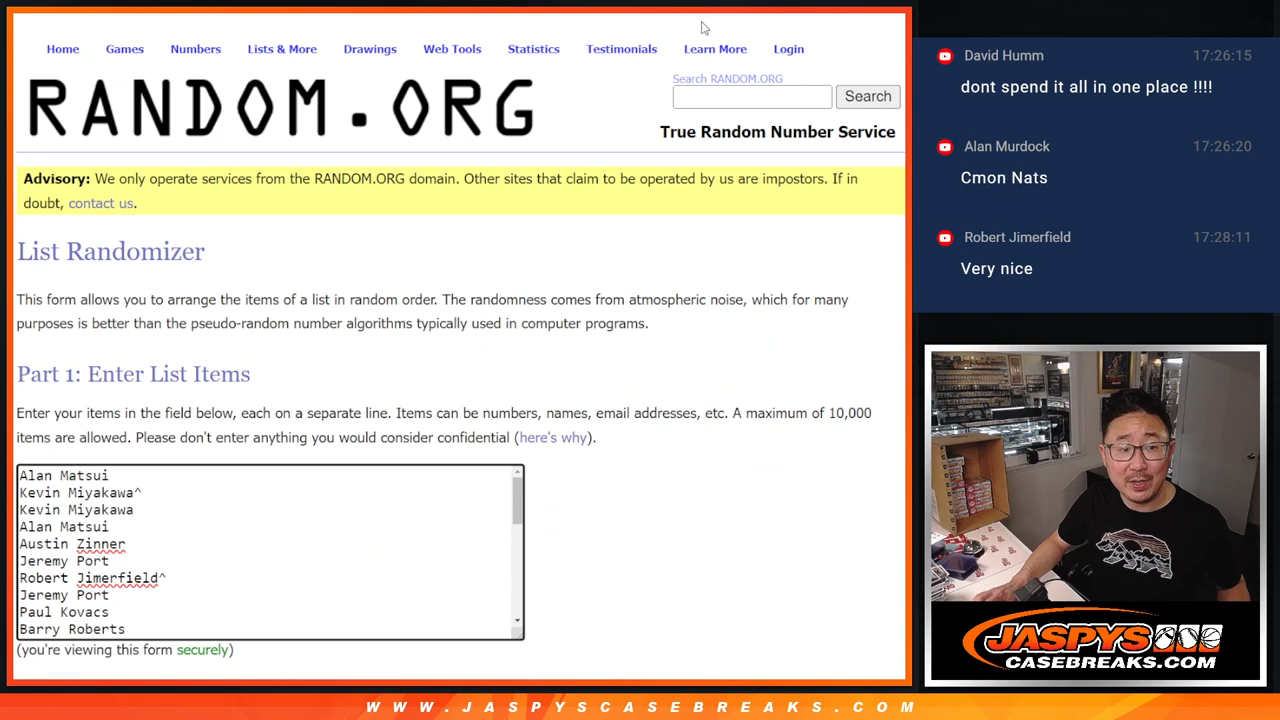 Home Games Numbers Lists & More Drawings Web Tools Statistics Testimonials Learn More Login
RANDOM.ORG
Search RANDOM.ORG
Search
True Random Number Service
Advisory: We only operate services from the RANDOM.ORG domain. Other sites that claim to be operated by us are impostors. If in
doubt, contact us.
List Randomizer
This form allows you to arrange the items of a list in random order. The randomness comes from atmospheric noise, which for many
purposes is better than the pseudo-random number algorithms typically used in computer programs.
Part 1: Enter List Items
Enter your items in the field below, each on a separate line. Items can be numbers, names, email addresses, etc. A maximum of 10,000
items are allowed. Please don't enter anything you would consider confidential (here's why).
Alan Matsui
Kevin Miyakawa^
Kevin Miyakawa
Alan Matsui
Austin Zinner
Jeremy Port
Robert Jimerfield^
Jeremy Port
Paul Kovacs
Barry Roberts
(you're viewing this form securely)
David Humm 17:26:15
dont spend it all in one place !!!!
Alan Murdock 17:26:20
Cmon Nats
Robert Jimerfield 17:28:11
Very nice
JASPYS
CASEBREAKS.COM
WWW.JASPYSCASEBREAKS.COM